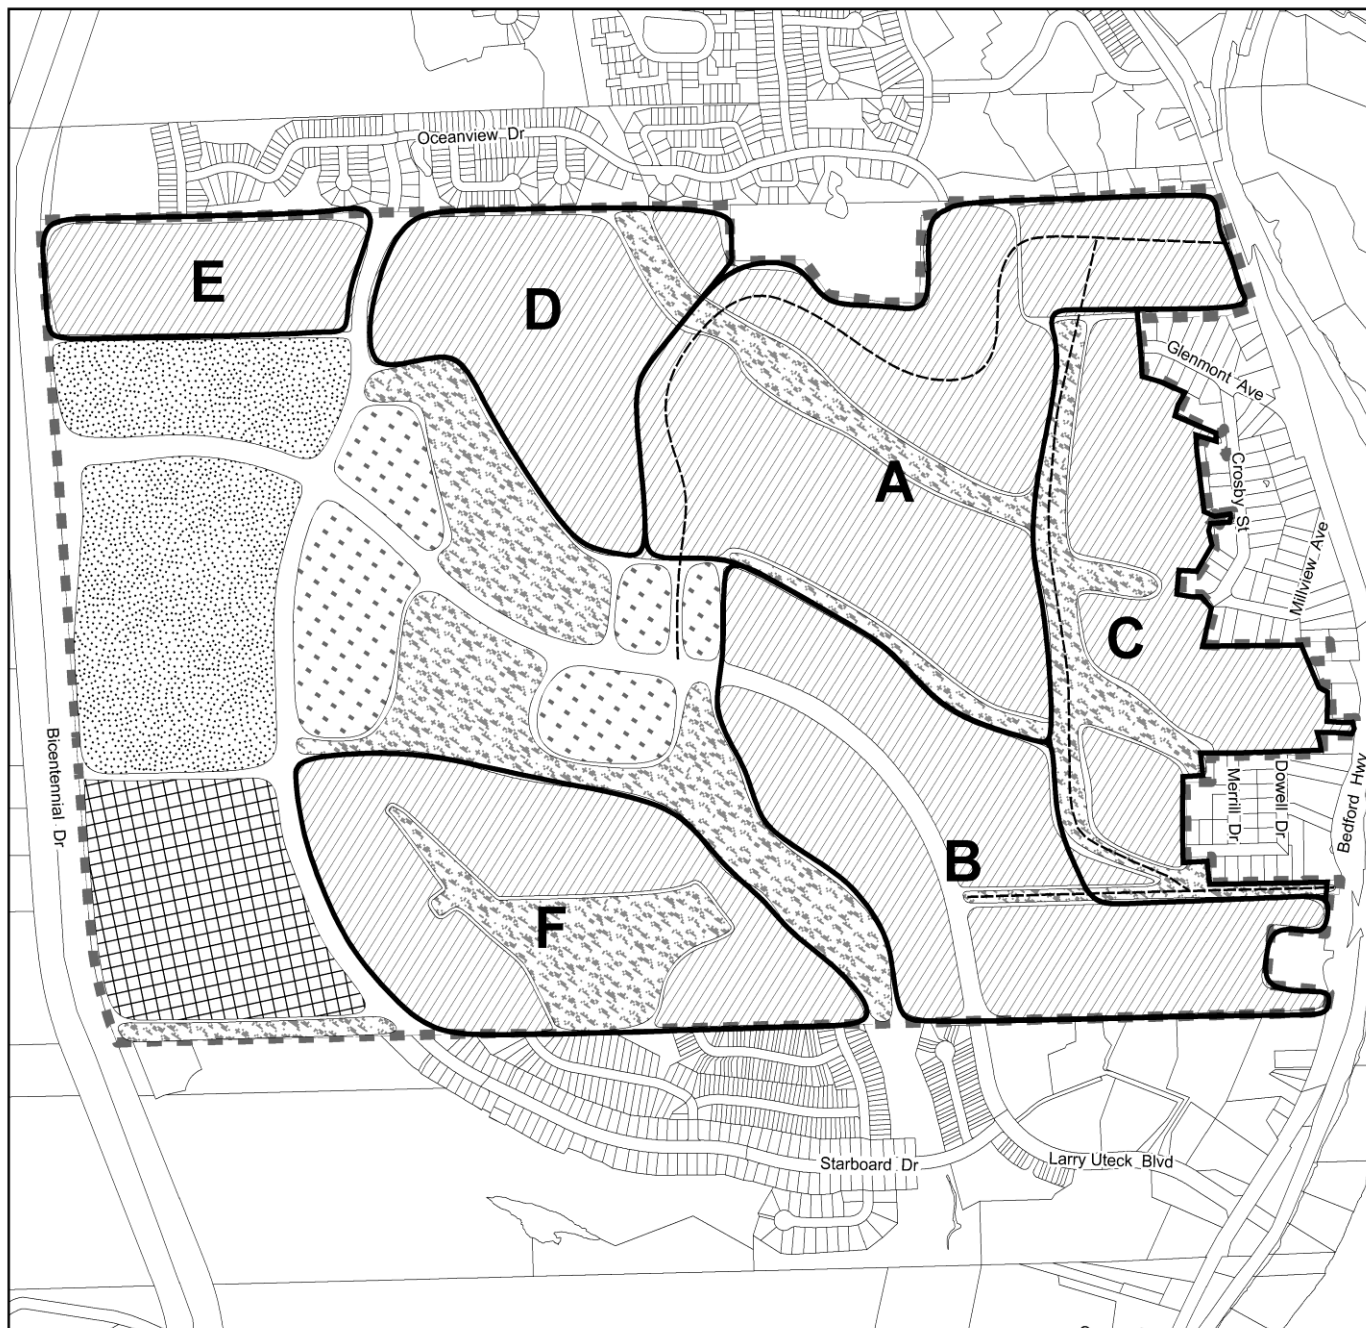 Oceanview Dr
E
D
Glenmont Ave
A
Crosby St
Millview Ave
C
Bicentennial Dr
Dowell Dr
Merrill Dr
Bedford Hwy
B
F
Starboard Dr
Larry Uteck Blvd